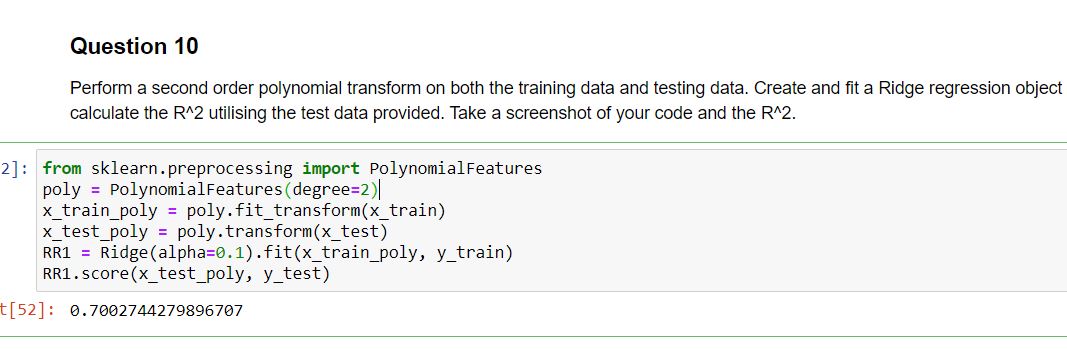 Question 10
Perform a second order polynomial transform on both the training data and testing data. Create and fit a Ridge regression object
calculate the R^2 utilising the test data provided. Take a screenshot of your code and the R^2.
2]: from sklearn.preprocessing import PolynomialFeatures
poly = PolynomialFeatures(degree=2)
x_train_poly = poly.fit_transform(x_train)
x_test_poly = poly.transform(x_test)
RR1 = Ridge(alpha=0.1).fit(x_train_poly, y_train)
RR1.score(x_test_poly, y_test)
t[52]: 0.7002744279896707